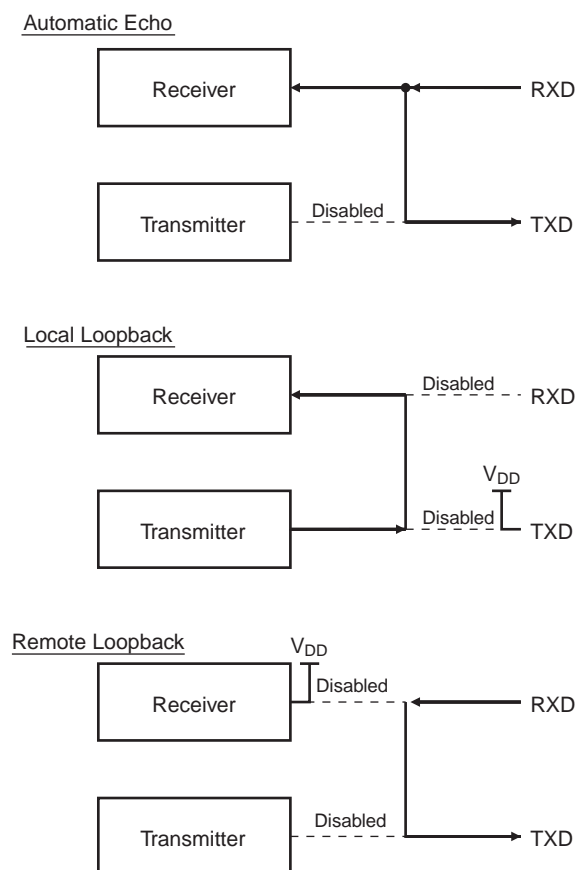 Automatic Echo
Receiver
RXD
Transmitter
Disabled
TXD
Local Loopback
Receiver
Disabled
RXD
VDD
Transmitter
Disabled
TXD
Remote Loopback
VDD
Receiver
Disabled
RXD
Transmitter
Disabled
TXD